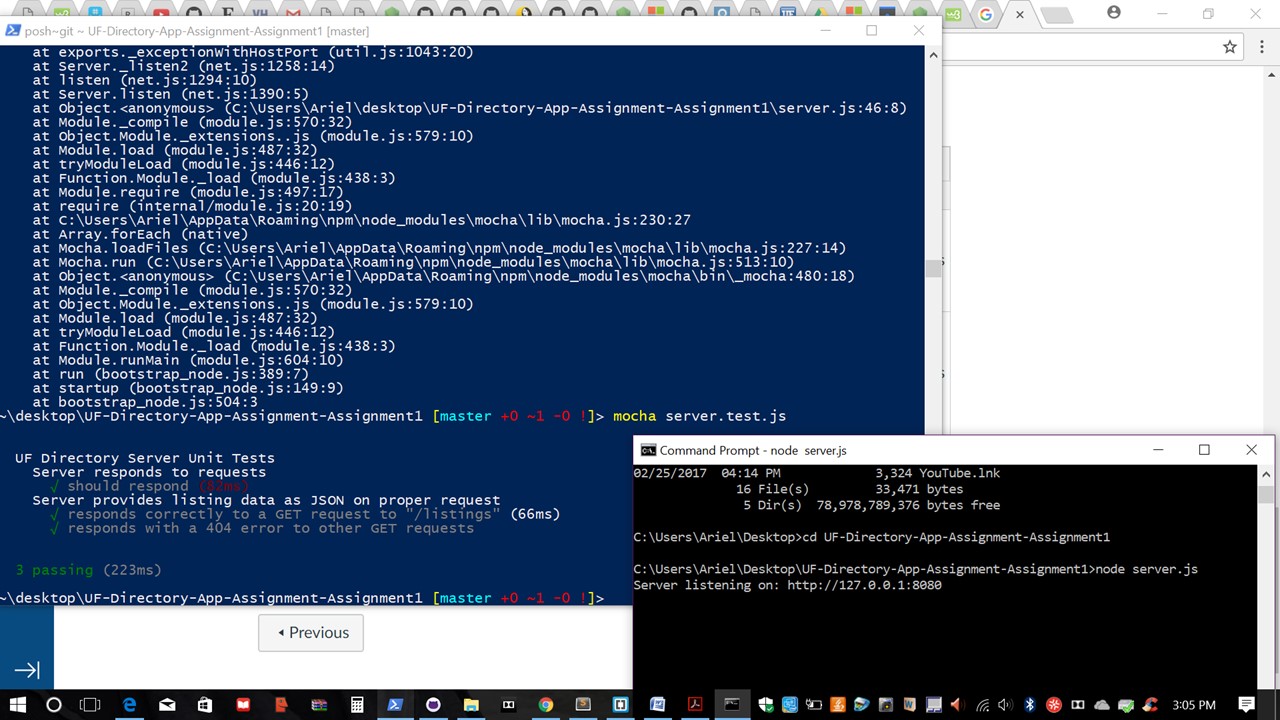 posh~git ~ UF-Directory-App-Assignment-Assignment1 [master]
at exports._exceptionWithHostPort (util.js:1043:20)
at Server._listen2 (net.js:1258:14)
at listen (net.js:1294:10)
at Server.listen (net.js:1390:5)
at Object.<anonymous> (C:\Users\Ariel\desktop\UF-Directory-App-Assignment-Assignment1\server.js:46:8)
at Module._compile (module.js:570:32)
at Object.Module._extensions..js (module.js:579:10)
at Module.load (module.js:487:32)
at tryModuleLoad (module.js:446:12)
at Function.Module._load (module.js:438:3)
at Module.require (module.js:497:17)
at require (internal/module.js:20:19)
at C:\Users\Ariel\AppData\Roaming\npm\node_modules\mocha\lib\mocha.js:230:27
at Array.forEach (native)
at Mocha.loadFiles (C:\Users\Ariel\AppData\Roaming\npm\node_modules\mocha\lib\mocha.js:227:14)
at Mocha.run (C:\Users\Ariel\AppData\Roaming\npm\node_modules\mocha\lib\mocha.js:513:10)
at Object.<anonymous> (C:\Users\Ariel\AppData\Roaming\npm\node_modules\mocha\bin\_mocha:480:18)
at Module._compile (module.js:570:32)
at Object.Module._extensions..js (module.js:579:10)
at Module.load (module.js:487:32)
at tryModuleLoad (module.js:446:12)
at Function.Module._load (module.js:438:3)
at Module.runMain (module.js:604:10)
at run (bootstrap_node.js:389:7)
at startup (bootstrap_node.js:149:9)
at bootstrap_node.js:504:3
~\desktop\UF-Directory-App-Assignment-Assignment1 [master +0 ~1 -0 !]> mocha server.test.js
UF Directory Server Unit Tests
Server responds to requests
√ should respond (82ms)
Server provides listing data as JSON on proper request
√ responds correctly to a GET request to "/listings" (66ms)
√ responds with a 404 error to other GET requests
3 passing (223ms)
~\desktop\UF-Directory-App-Assignment-Assignment1 [master +0 ~1 -0 !]>
Command Prompt - node server.js
02/25/2017 04:14 PM 3,324 YouTube.lnk
16 File(s) 33,471 bytes
5 Dir(s) 78,978,789,376 bytes free
C:\Users\Ariel\Desktop>cd UF-Directory-App-Assignment-Assignment1
C:\Users\Ariel\Desktop\UF-Directory-App-Assignment-Assignment1>node server.js
Server listening on: http://127.0.0.1:8080
Previous
3:05 PM